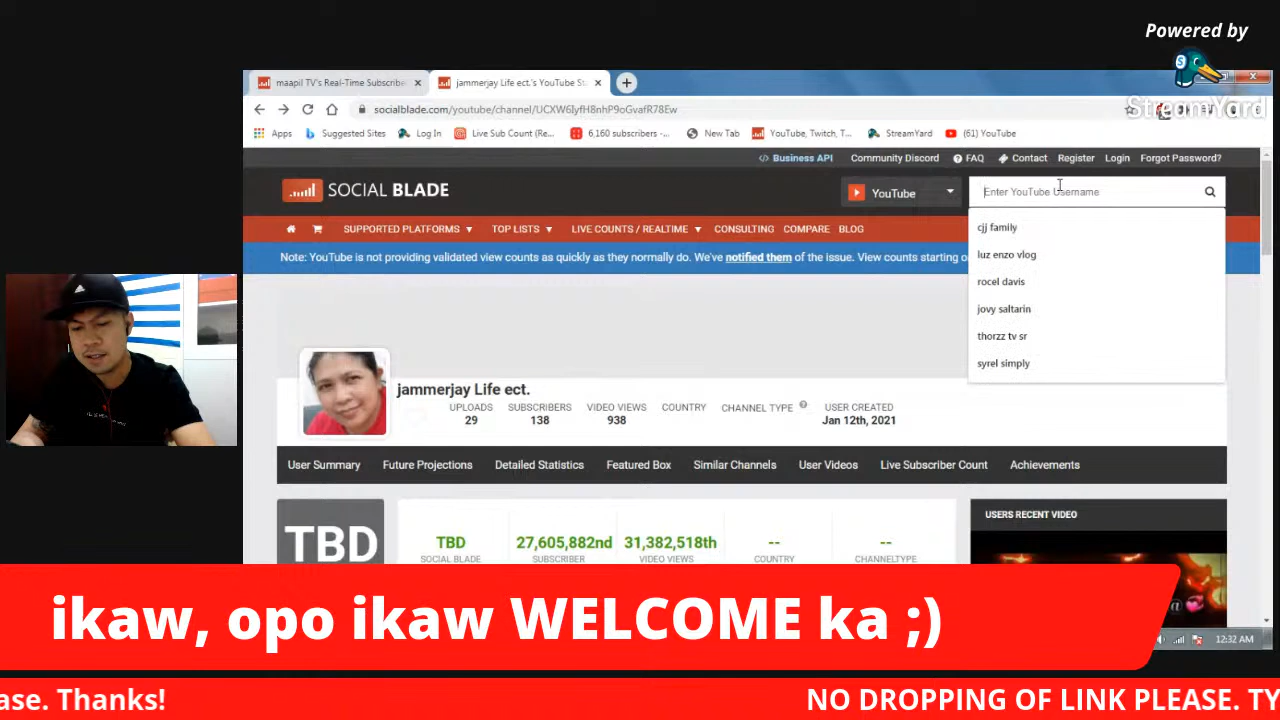 Powered by
StreamYard
maapil TV's Real-Time Subscribe
jammerjay Life ect.'s YouTube St
socialblade.com/youtube/channel/UCXW6IyfH8nhP9oGvafR78Ew
Apps
Suggested Sites
Log In
Live Sub Count (Re...
6,160 subscribers -...
New Tab
YouTube, Twitch, T...
StreamYard
(61) YouTube
Business API
Community Discord
FAQ
Contact
Register
Login
Forgot Password?
SOCIAL BLADE
YouTube
Enter YouTube Username
SUPPORTED PLATFORMS
TOP LISTS
LIVE COUNTS / REALTIME
CONSULTING
COMPARE
BLOG
cjj family
luz enzo vlog
rocel davis
jovy saltarin
thorzz tv sr
syrel simply
Note: YouTube is not providing validated view counts as quickly as they normally do. We've notified them of the issue. View counts starting o
jammerjay Life ect.
UPLOADS
29
SUBSCRIBERS
138
VIDEO VIEWS
938
COUNTRY
CHANNEL TYPE
USER CREATED
Jan 12th, 2021
User Summary
Future Projections
Detailed Statistics
Featured Box
Similar Channels
User Videos
Live Subscriber Count
Achievements
TBD
TBD
SOCIAL BLADE
27,605,882nd
SUBSCRIBER
31,382,518th
VIDEO VIEWS
--
COUNTRY
--
CHANNELTYPE
USERS RECENT VIDEO
12:32 AM
ikaw, opo ikaw WELCOME ka ;)
ase. Thanks!
NO DROPPING OF LINK PLEASE. TY